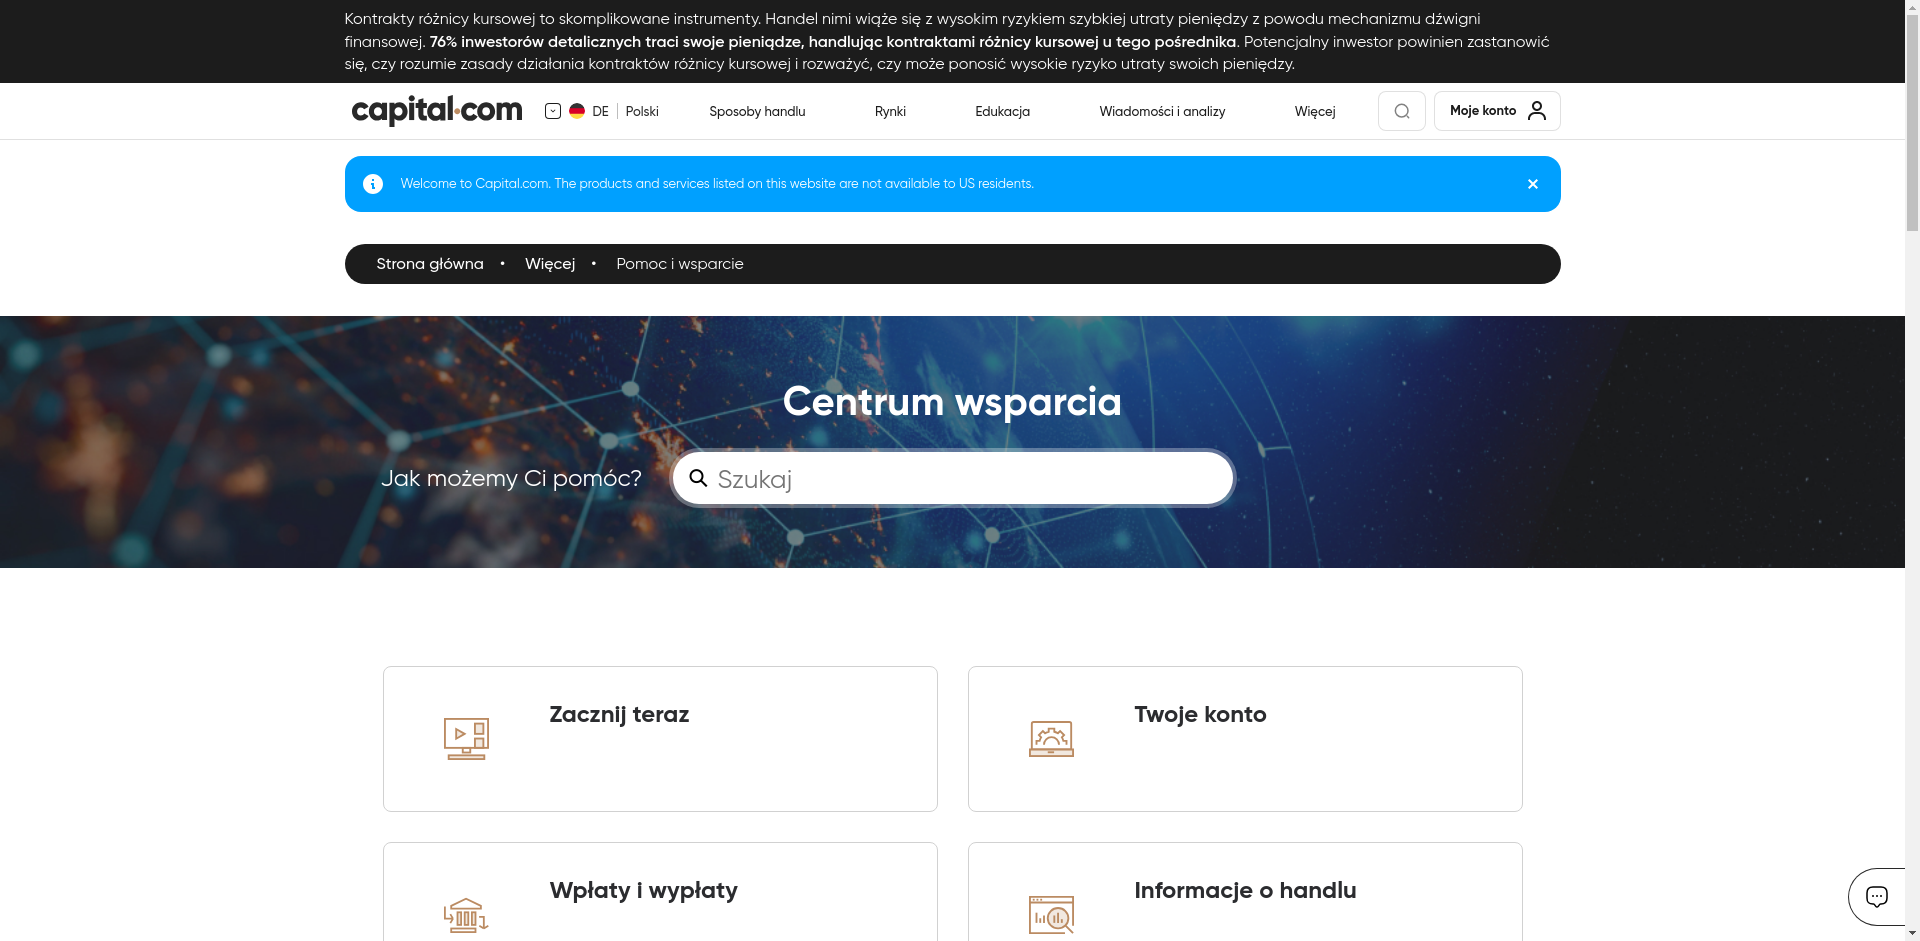 Kontrakty różnicy kursowej to skomplikowane instrumenty. Handel nimi wiąże się z wysokim ryzykiem szybkiej utraty pieniędzy z powodu mechanizmu dźwigni
finansowej. 76% inwestorów detalicznych traci swoje pieniądze, handlując kontraktami różnicy kursowej u tego pośrednika. Potencjalny inwestor powinien zastanowić
się, czy rozumie zasady działania kontraktów różnicy kursowej i rozważyć, czy może ponosić wysokie ryzyko utraty swoich pieniędzy.
capital.com DE Polski Sposoby handlu Rynki Edukacja Wiadomości i analizy Więcej Moje konto
Welcome to Capital.com. The products and services listed on this website are not available to US residents.
Strona główna • Więcej • Pomoc i wsparcie
Centrum wsparcia
Jak możemy Ci pomóc? Szukaj
Zacznij teraz
Twoje konto
Wpłaty i wypłaty
Informacje o handlu